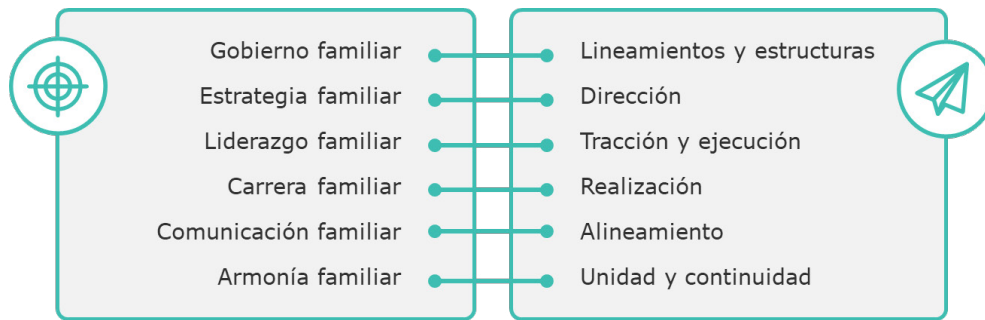 Gobierno familiar Lineamientos y estructuras
Estrategia familiar Dirección
Liderazgo familiar Tracción y ejecución
Carrera familiar Realización
Comunicación familiar Alineamiento
Armonía familiar Unidad y continuidad